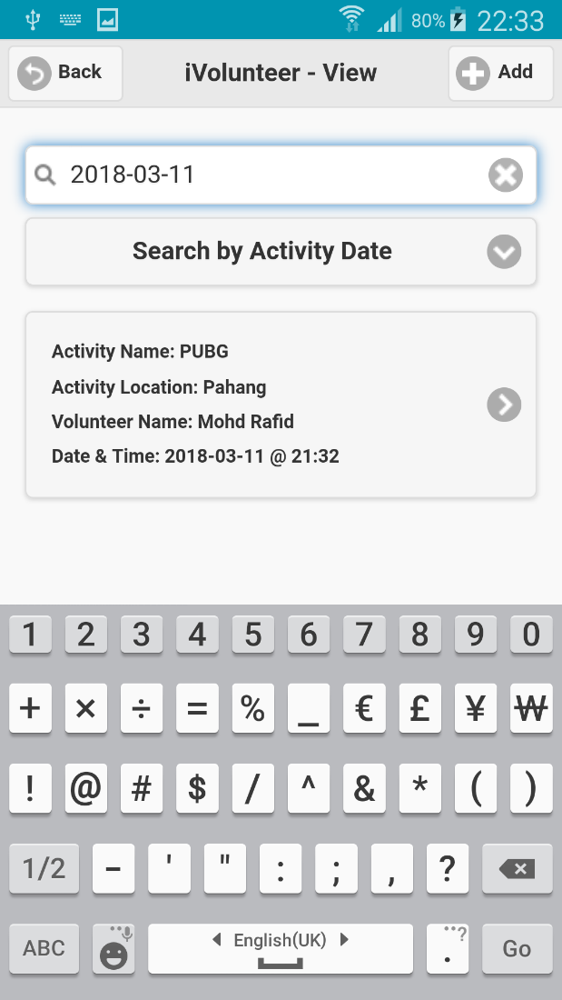 80% 22:33
Back iVolunteer - View Add
2018-03-11
Search by Activity Date
Activity Name: PUBG
Activity Location: Pahang
Volunteer Name: Mohd Rafid
Date & Time: 2018-03-11 @ 21:32
1 2 3 4 5 6 7 8 9 0
+ × ÷ = % _ € £ ¥ ₩
! @ # $ / ^ & * ( )
1/2 - ' " : ; , ?
ABC English(UK) . ? Go